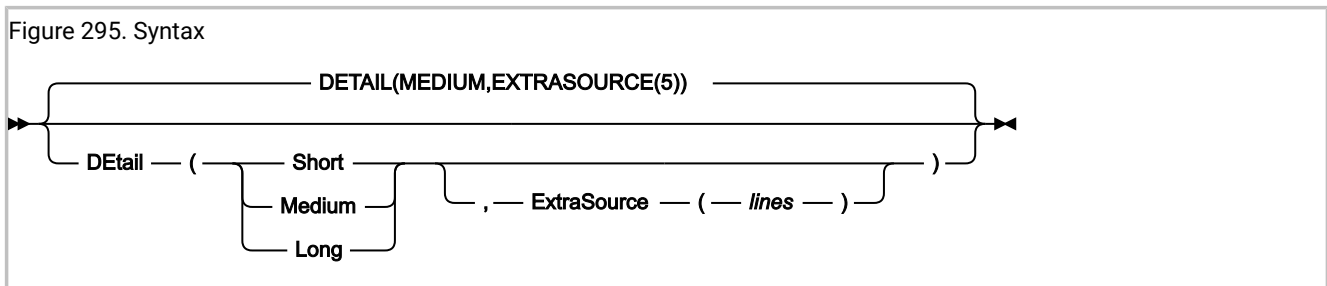 Figure 295. Syntax
DETAIL(MEDIUM,EXTRASOURCE(5))
DEtail ( Short , ExtraSource ( lines ) )
Medium
Long